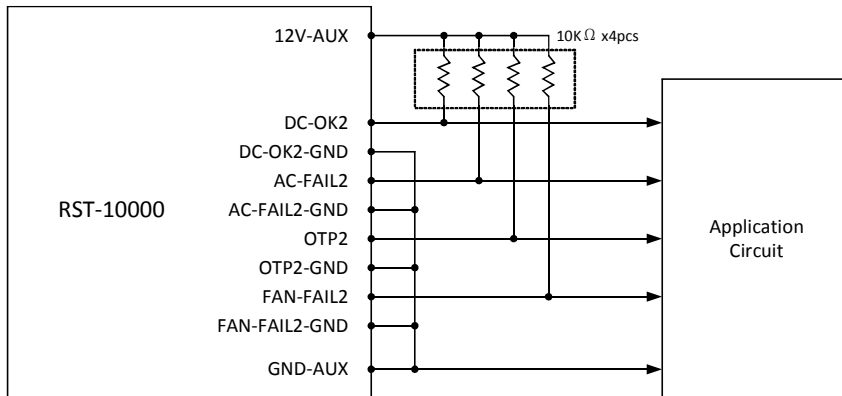 12V-AUX
10KΩ x4pcs
DC-OK2
DC-OK2-GND
AC-FAIL2
RST-10000
AC-FAIL2-GND
OTP2
Application
Circuit
OTP2-GND
FAN-FAIL2
FAN-FAIL2-GND
GND-AUX